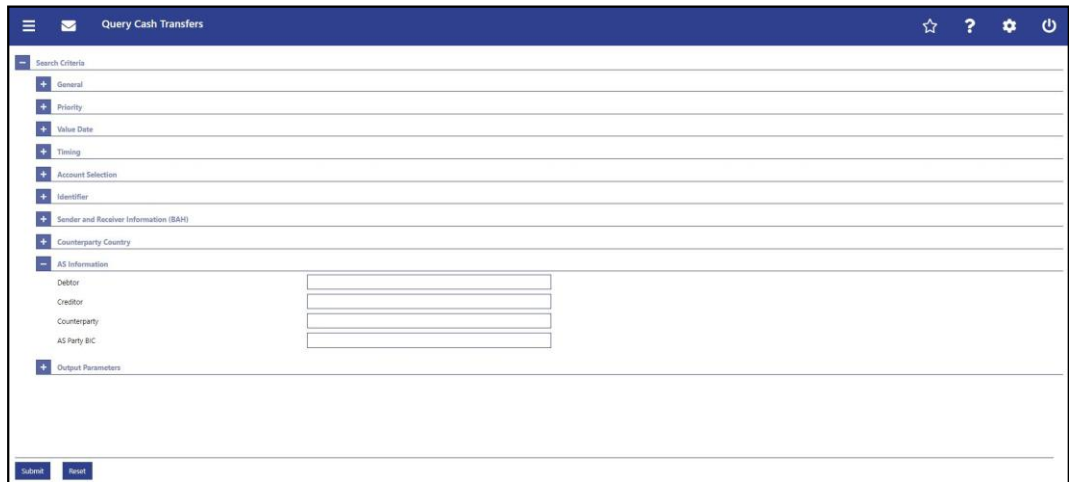 Query Cash Transfers
?
Search Criteria
General
Priority
Value Date
Timing
Account Selection
Identifier
Sender and Receiver Information (BAH)
Counterparty Country
AS Information
Debtor
Creditor
Counterparty
AS Party BIC
Output Parameters
Submit Reset